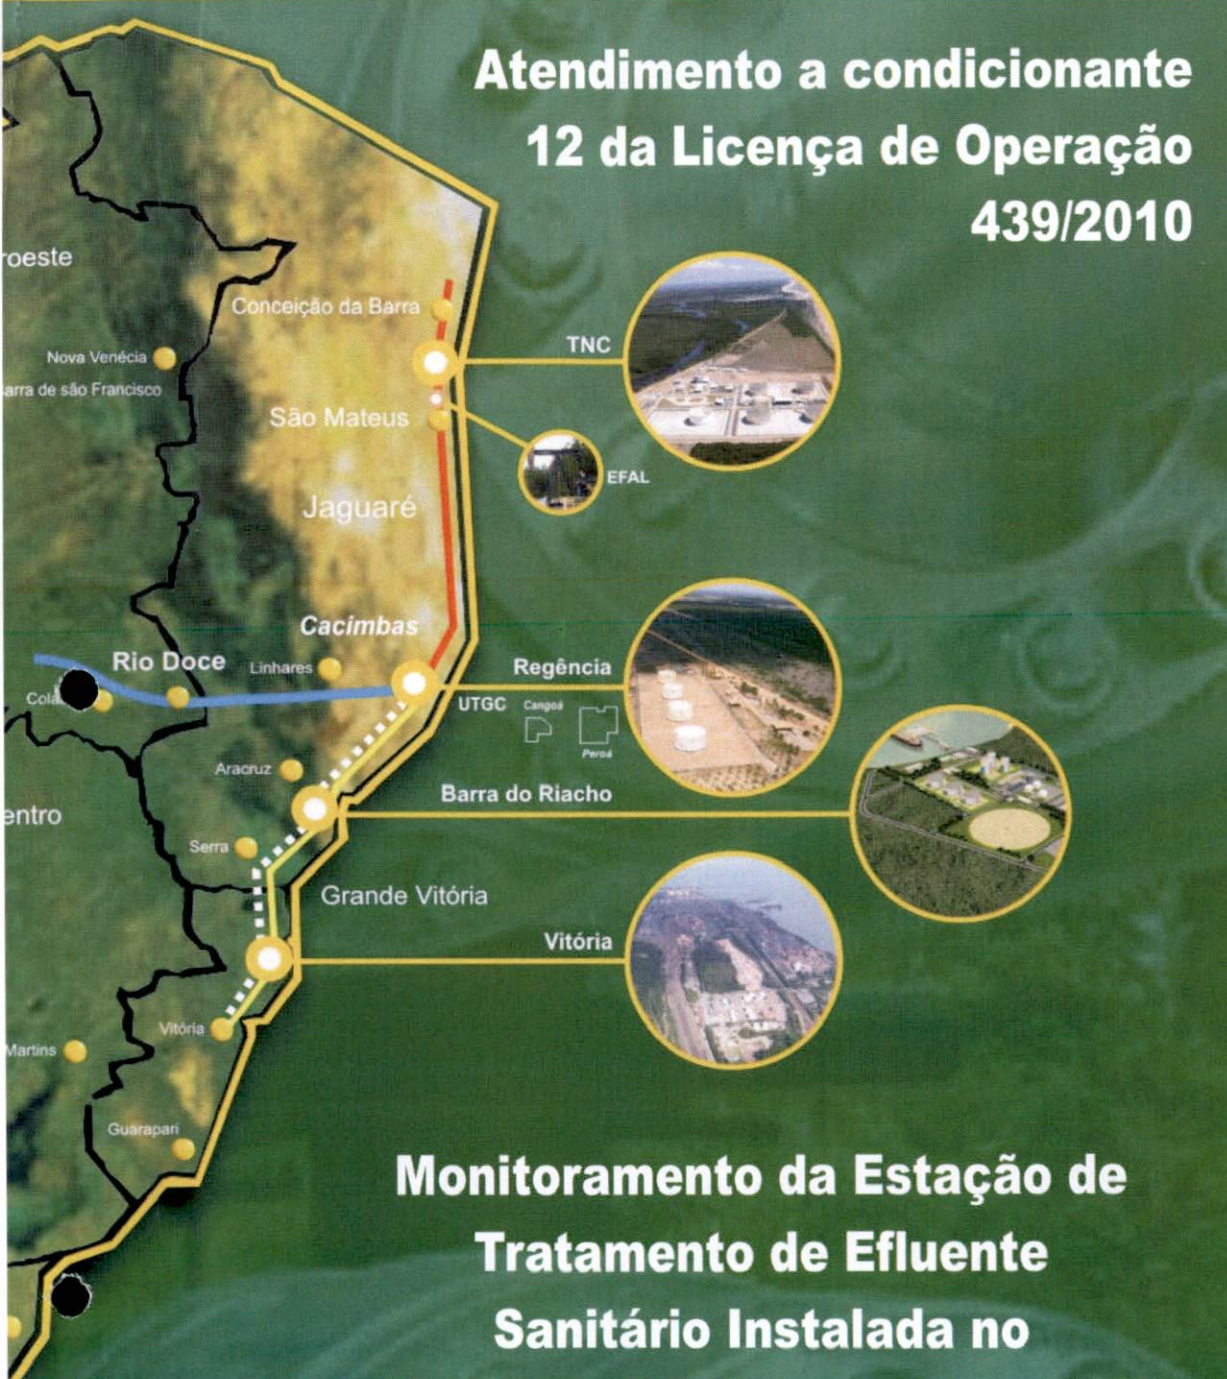 Atendimento a condicionante
12 da Licença de Operação
439/2010
roeste
Conceição da Barra
TNC
Nova Venécia
arra de são Francisco
São Mateus
EFAL
Jaguaré
Cacimbas
Rio Doce
Linhares
Regência
Cola
UTGC
Cangoá
Peroá
Aracruz
Barra do Riacho
entro
Serra
Grande Vitória
Vitória
Vitória
Martins
Guarapari
Monitoramento da Estação de
Tratamento de Efluente
Sanitário Instalada no